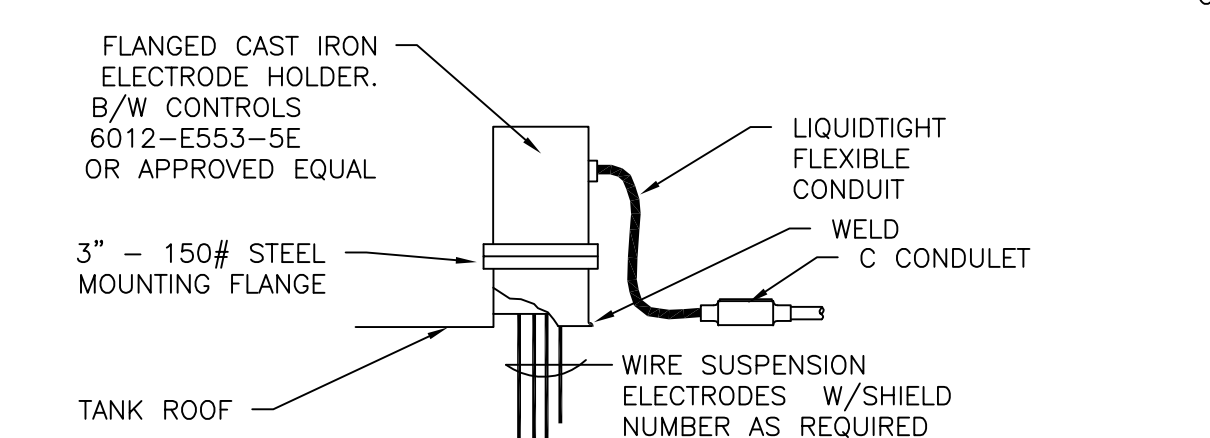 FLANGED CAST IRON
ELECTRODE HOLDER.
B/W CONTROLS
6012-E553-5E
OR APPROVED EQUAL
3" - 150# STEEL
MOUNTING FLANGE
TANK ROOF
LIQUIDTIGHT
FLEXIBLE
CONDUIT
WELD
C CONDULET
WIRE SUSPENSION
ELECTRODES W/SHIELD
NUMBER AS REQUIRED